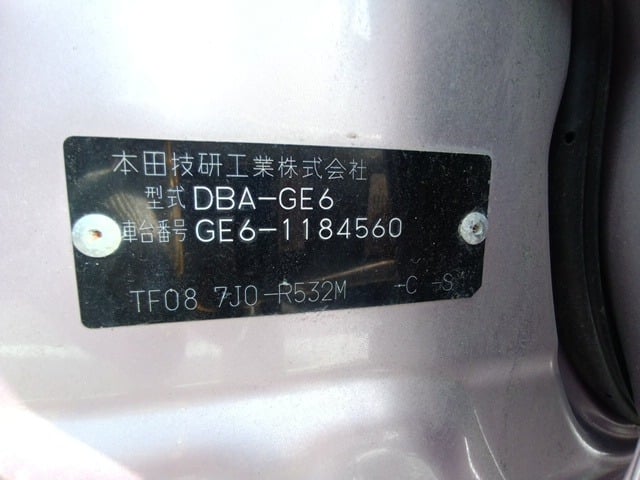 本田技研工業株式会社
型式 DBA-GE6
車台番号 GE6-1184560
TF08 7J0-R532M -C -S